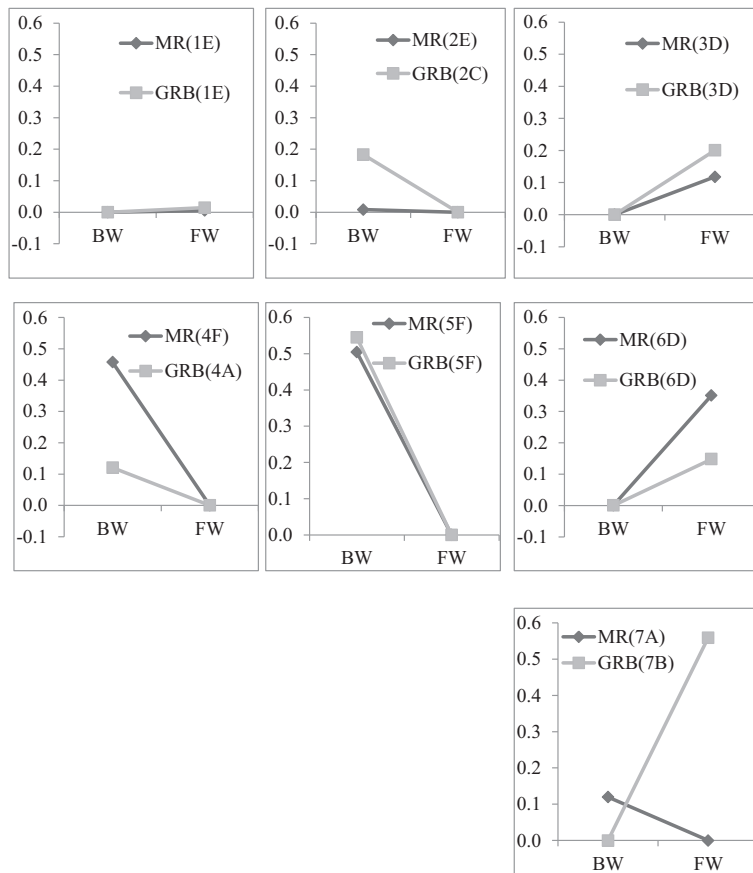 0.6
0.5
0.4
0.3
0.2
0.1
0.0
-0.1
MR(1E)
GRB(1E)
BW FW
0.6
0.5
0.4
0.3
0.2
0.1
0.0
-0.1
MR(2E)
GRB(2C)
BW FW
0.6
0.5
0.4
0.3
0.2
0.1
0.0
-0.1
MR(3D)
GRB(3D)
BW FW
0.6
0.5
0.4
0.3
0.2
0.1
0.0
-0.1
MR(4F)
GRB(4A)
BW FW
0.6
0.5
0.4
0.3
0.2
0.1
0.0
MR(5F)
GRB(5F)
BW FW
0.6
0.5
0.4
0.3
0.2
0.1
0.0
-0.1
MR(6D)
GRB(6D)
BW FW
0.6
0.5
0.4
0.3
0.2
0.1
0.0
MR(7A)
GRB(7B)
BW FW